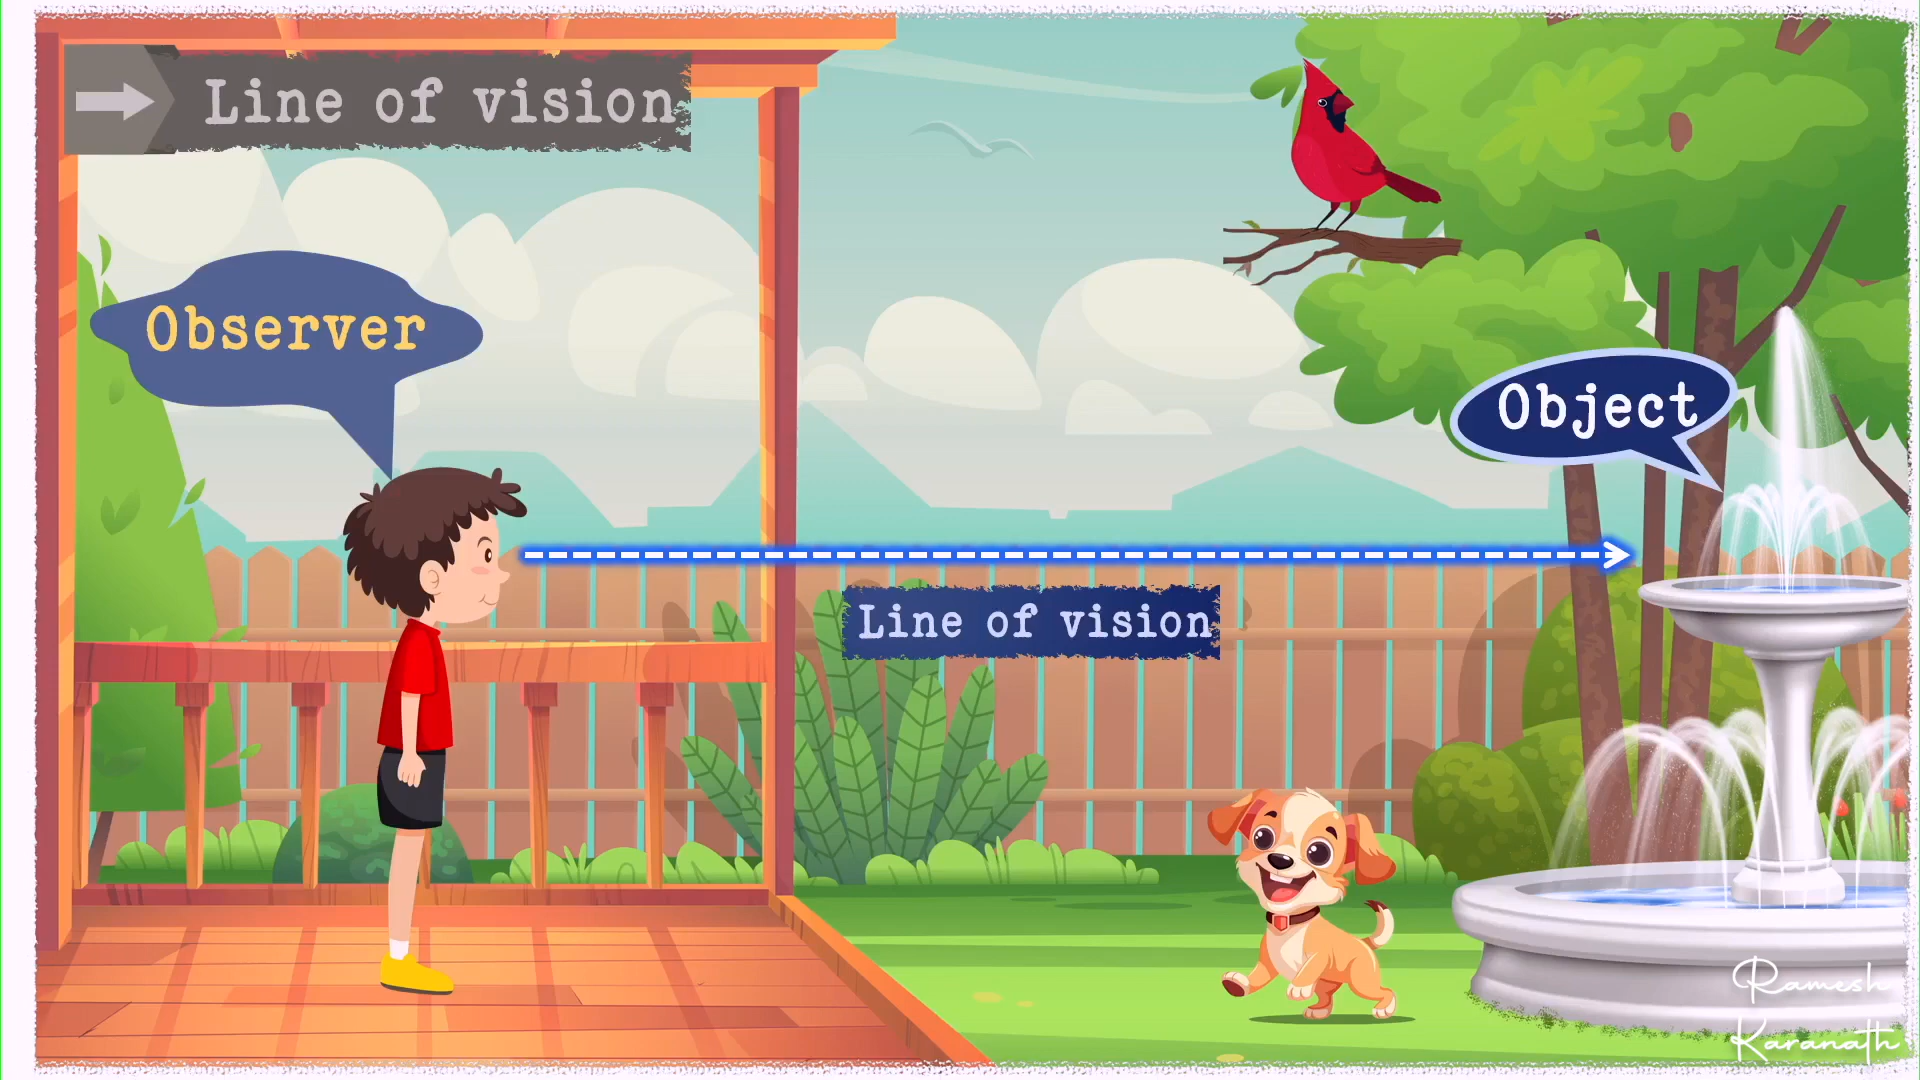 Line of vision
Observer
Object
Line of vision
Ramesh
Karanath